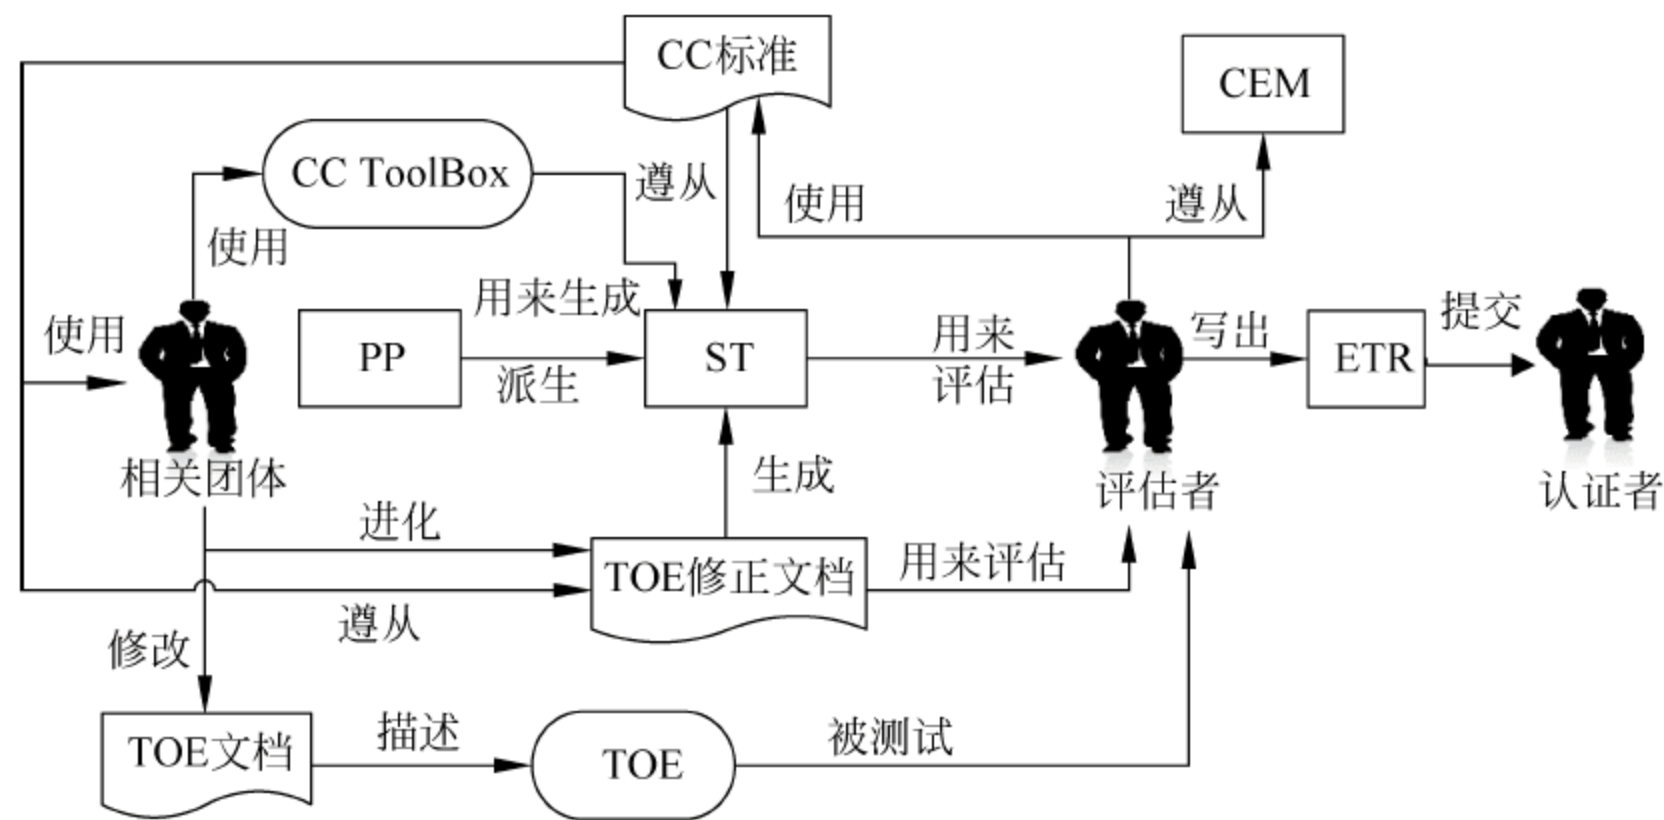 CC标准
CEM
CC ToolBox
遵从
使用
遵从
使用
用来生成
提交
使用
PP
派生
ST
用来
评估
写出
ETR
相关团体
生成
评估者
认证者
进化
TOE修正文档
用来评估
遵从
修改
TOE文档
描述
TOE
被测试